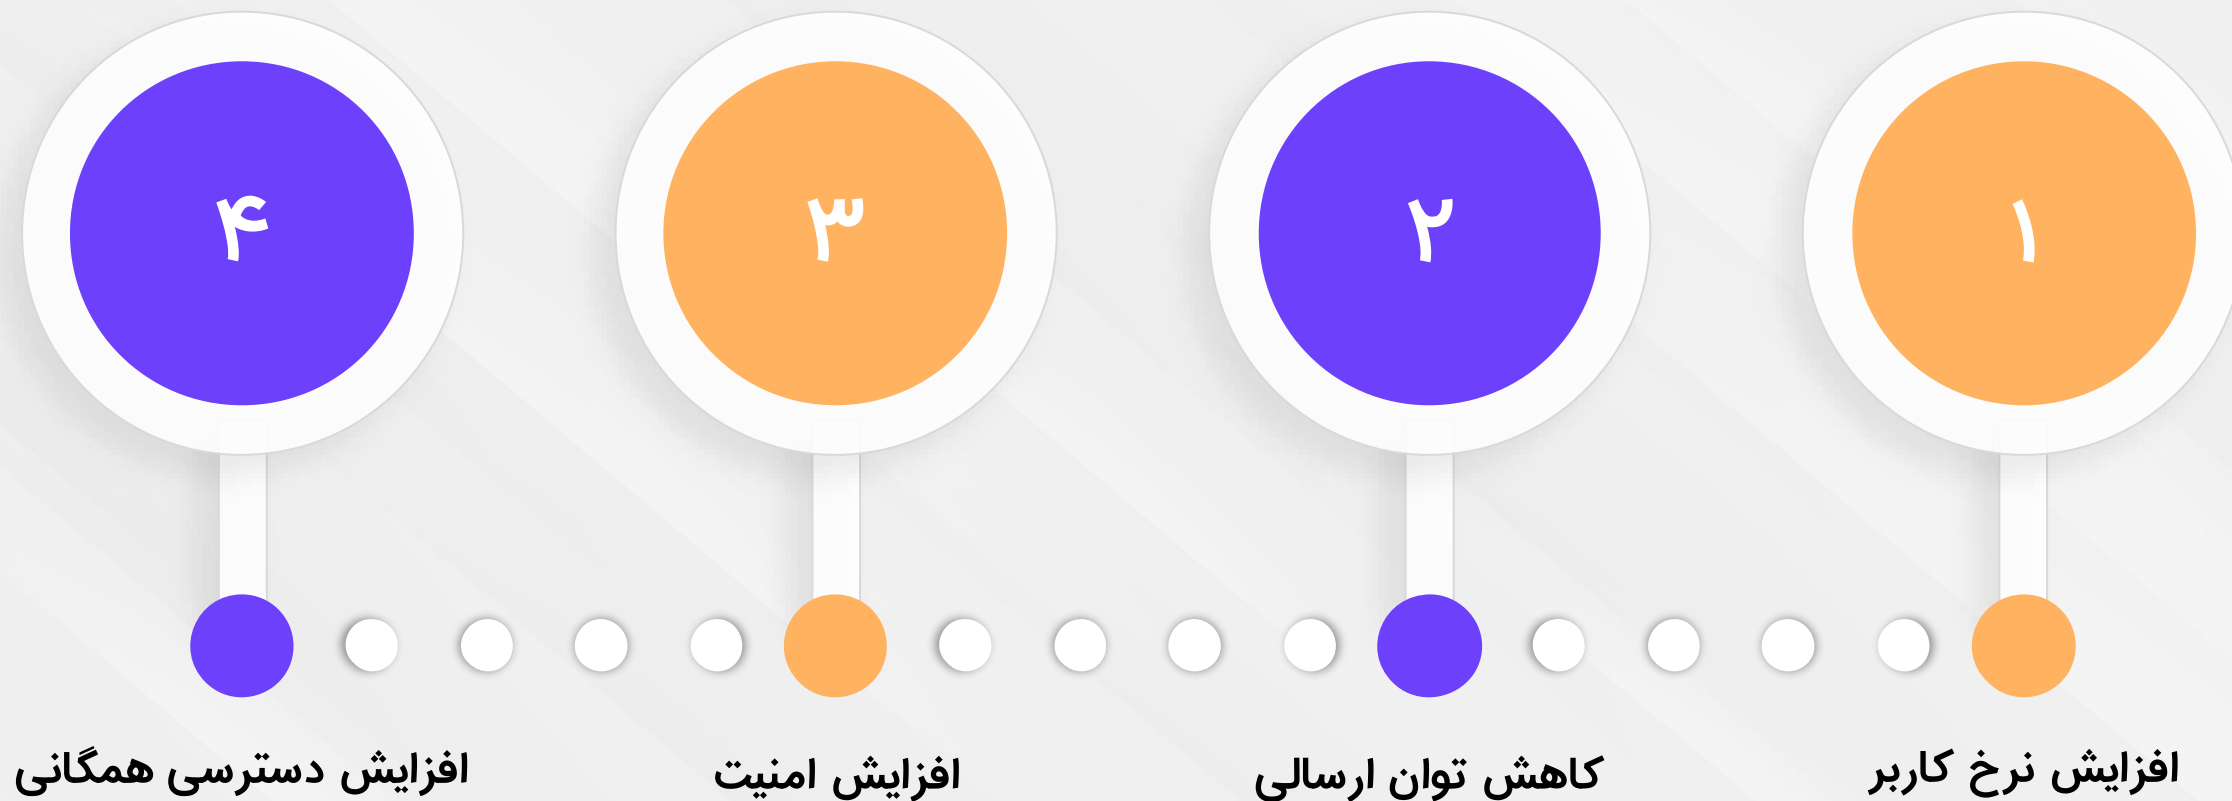 ۱
۲
۳
۴
افزایش نرخ کاربر
کاهش توان ارسالی
افزایش امنیت
افزایش دسترسی همگانی